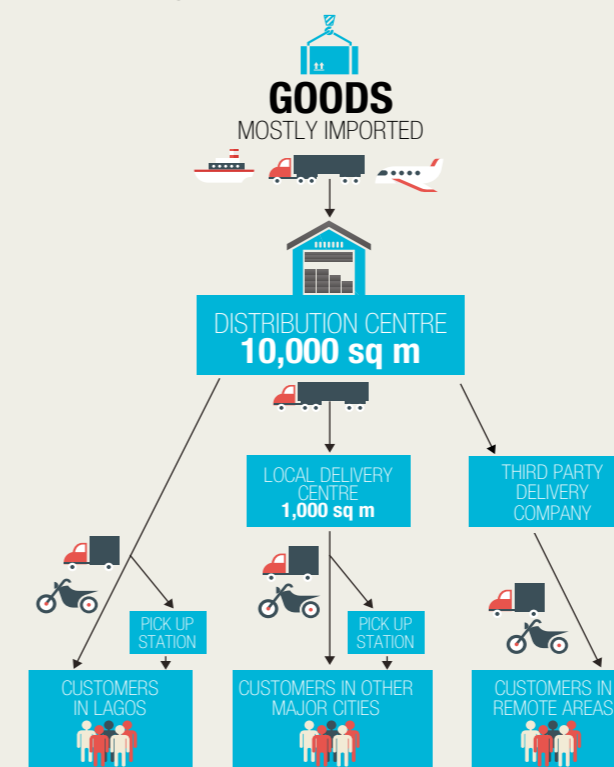 GOODS
MOSTLY IMPORTED
DISTRIBUTION CENTRE
10,000 sq m
LOCAL DELIVERY
CENTRE
1,000 sq m
THIRD PARTY
DELIVERY
COMPANY
PICK UP
STATION
PICK UP
STATION
CUSTOMERS
IN LAGOS
CUSTOMERS IN OTHER
MAJOR CITIES
CUSTOMERS IN
REMOTE AREAS